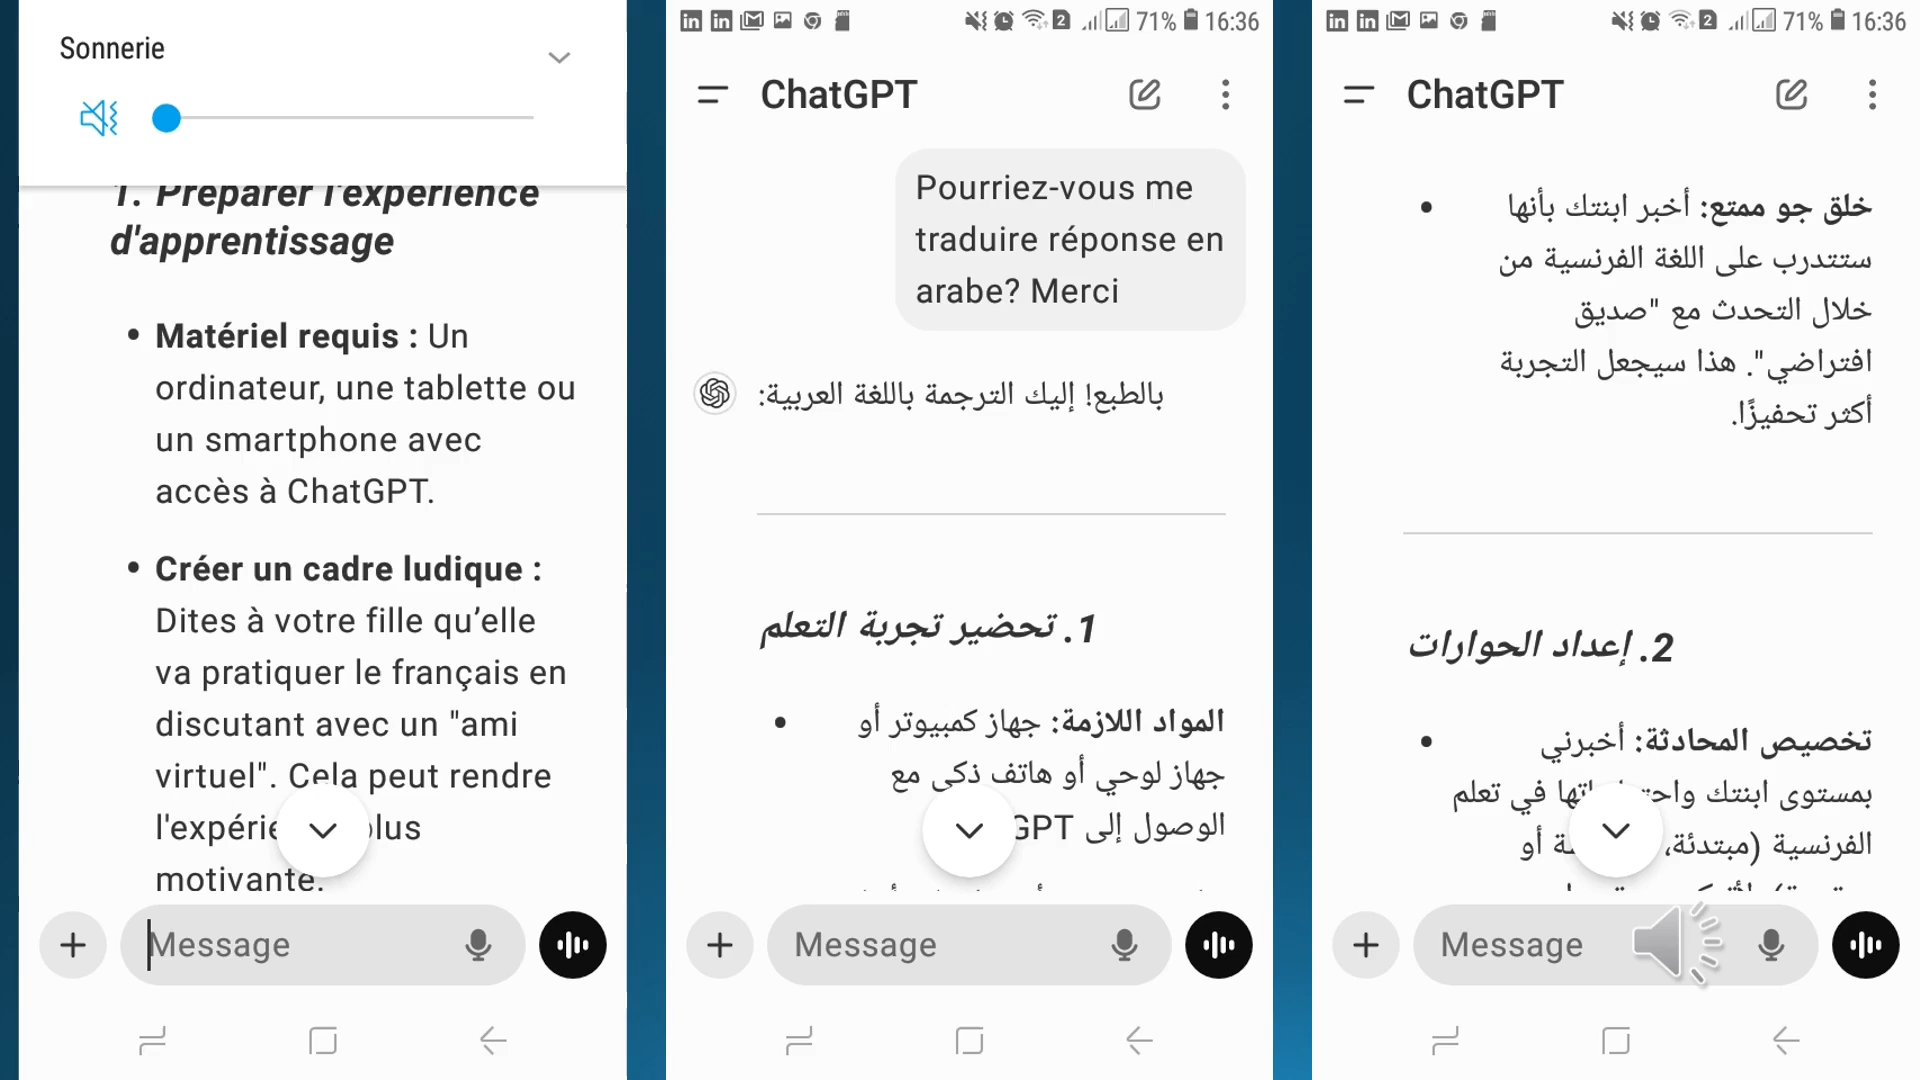 Sonnerie
1. Préparer l'expérience
d'apprentissage
• Matériel requis : Un
ordinateur, une tablette ou
un smartphone avec
accès à ChatGPT.
• Créer un cadre ludique :
Dites à votre fille qu’elle
va pratiquer le français en
discutant avec un "ami
virtuel". Cela peut rendre
motivante.
Message
71% 16:36
ChatGPT
Pourriez-vous me
traduire réponse en
arabe? Merci
بالطبع! إليك الترجمة باللغة العربية:
1. تحضير تجربة التعلم
• المواد اللازمة: جهاز كمبيوتر أو
جهاز لوحي أو هاتف ذكي مع
الوصول إلى GPT
Message
71% 16:36
ChatGPT
• خلق جو ممتع: أخبر ابنتك بأنها
ستتدرب على اللغة الفرنسية من
خلال التحدث مع "صديق
افتراضي". هذا سيجعل التجربة
أكثر تحفيزًا.
2. إعداد الحوارات
• تخصيص المحادثة: أخبرني
بمستوى ابنتك في تعلم
الفرنسية (مبتدئة، أو
Message